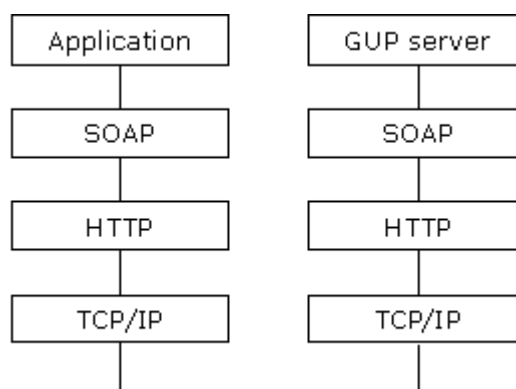 Application
GUP server
SOAP
SOAP
HTTP
HTTP
TCP/IP
TCP/IP